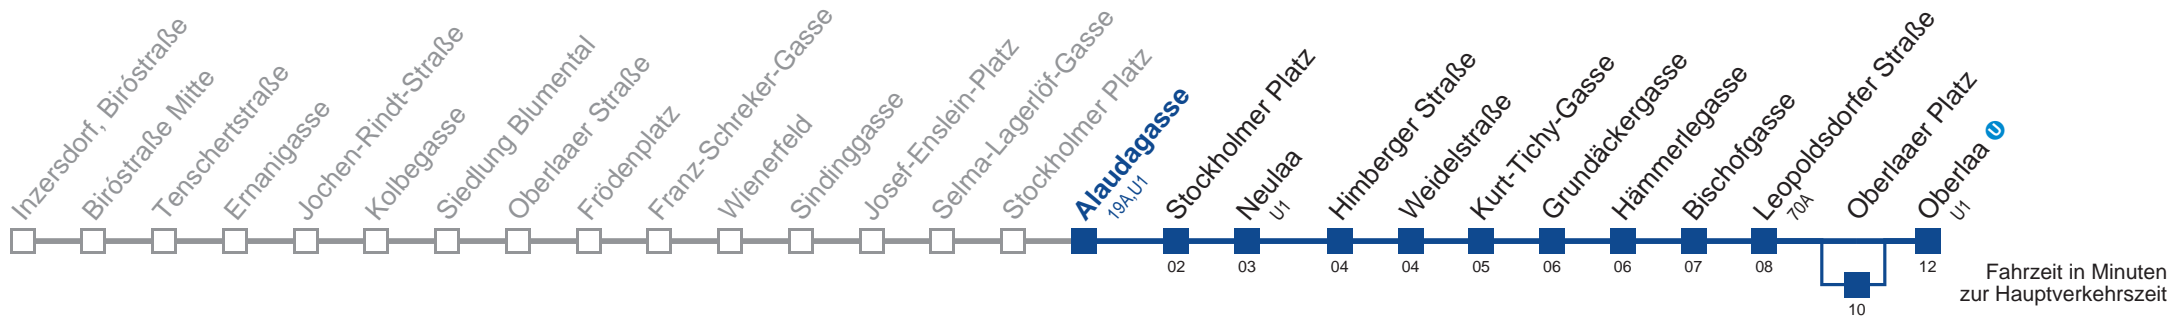 Inzersdorf, Biróstraße
Biróstraße Mitte
Tenschertstraße
Ernanigasse
Jochen-Rindt-Straße
Kolbegasse
Siedlung Blumental
Oberlaaer Straße
Frödenplatz
Franz-Schreker-Gasse
Wienerfeld
Sindinggasse
Josef-Enslein-Platz
Selma-Lagerlöf-Gasse
Stockholmer Platz
Alaudagasse
19A,U1
Stockholmer Platz
02
Neulaa
U1
03
Himberger Straße
04
Weidelstraße
04
Kurt-Tichy-Gasse
05
Grundäckergasse
06
Hämmerlegasse
06
Bischofgasse
07
Leopoldsdorfer Straße
70A
08
Oberlaaer Platz
10
Oberlaa U
U1
12
Fahrzeit in Minuten
zur Hauptverkehrszeit